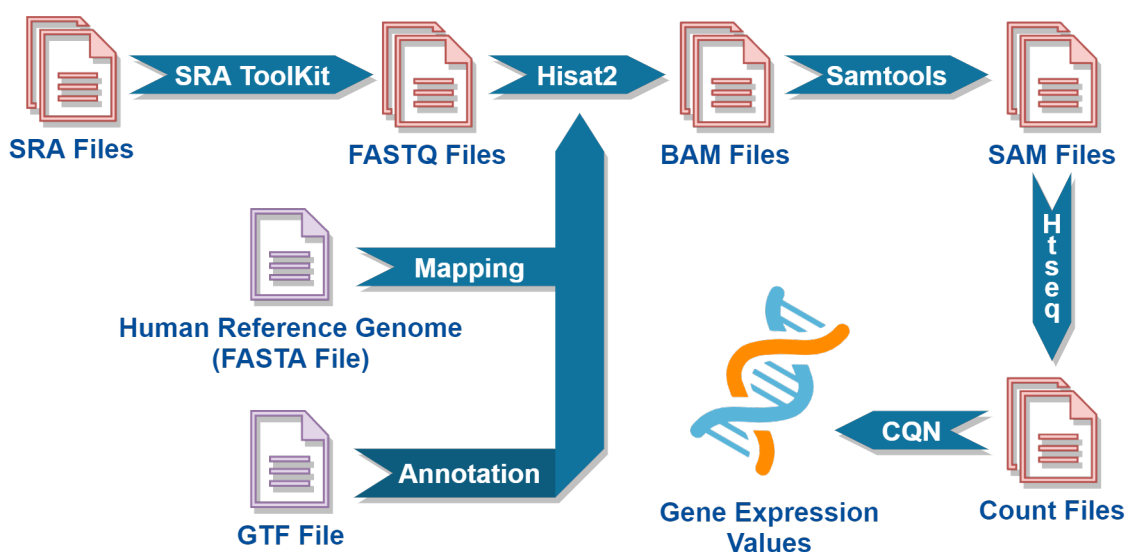 SRA ToolKit
Hisat2
Samtools
SRA Files
FASTQ Files
BAM Files
SAM Files
Htseq
Mapping
Human Reference Genome
(FASTA File)
Annotation
GTF File
CQN
Gene Expression
Values
Count Files